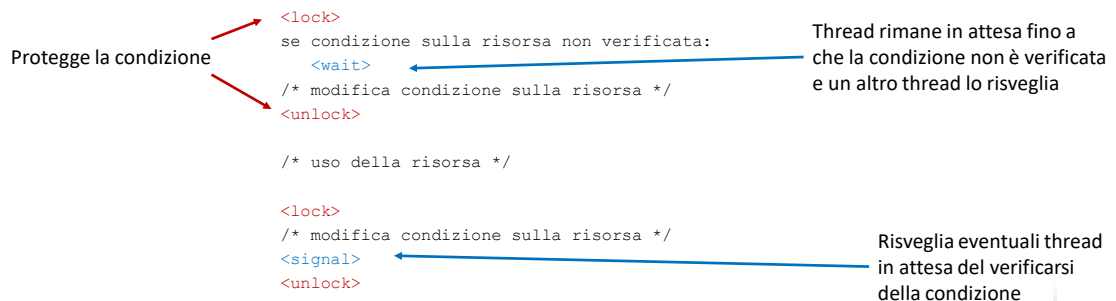 <lock>
se condizione sulla risorsa non verificata:
<wait>
/* modifica condizione sulla risorsa */
<unlock>
/* uso della risorsa */
<lock>
/* modifica condizione sulla risorsa */
<signal>
<unlock>
Protegge la condizione
Thread rimane in attesa fino a
che la condizione non è verificata
e un altro thread lo risveglia
Risveglia eventuali thread
in attesa del verificarsi
della condizione